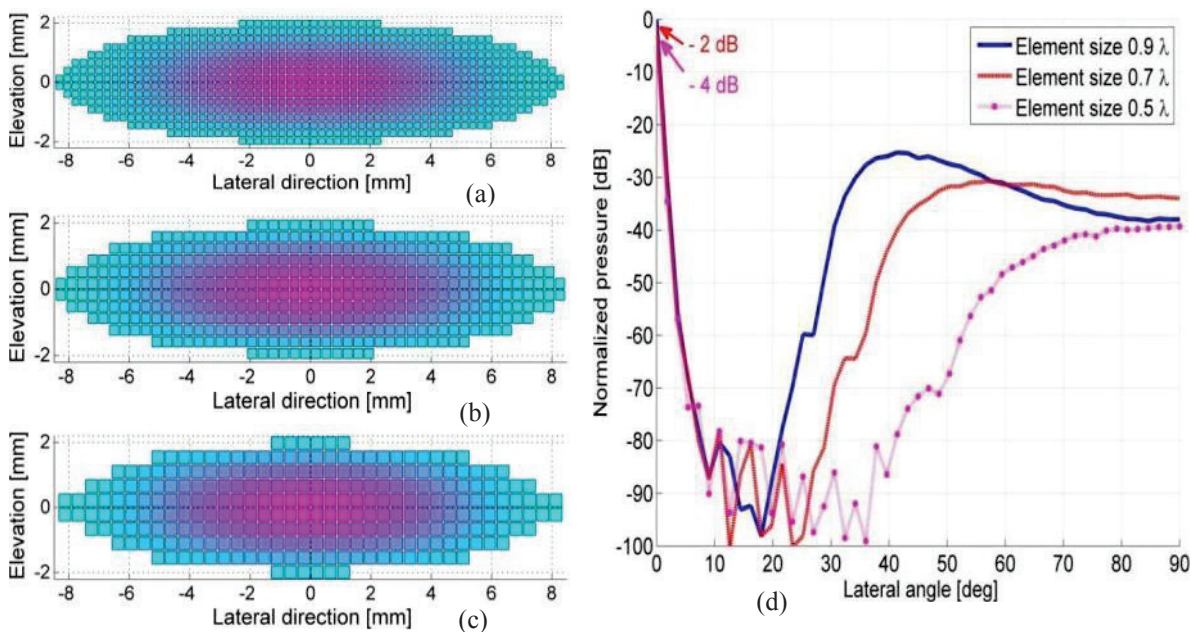 Elevation [mm]
2
0
-2
-8 -6 -4 -2 0 2 4 6 8
Lateral direction [mm]
(a)
Elevation [mm]
2
0
-2
-8 -6 -4 -2 0 2 4 6 8
Lateral direction [mm]
(b)
Elevation [mm]
2
0
-2
-8 -6 -4 -2 0 2 4 6 8
Lateral direction [mm]
(c)
Normalized pressure [dB]
0
-10
-20
-30
-40
-50
-60
-70
-80
-90
-100
- 2 dB
- 4 dB
Element size 0.9 λ
Element size 0.7 λ
Element size 0.5 λ
0 10 20 30 40 50 60 70 80 90
Lateral angle [deg]
(d)